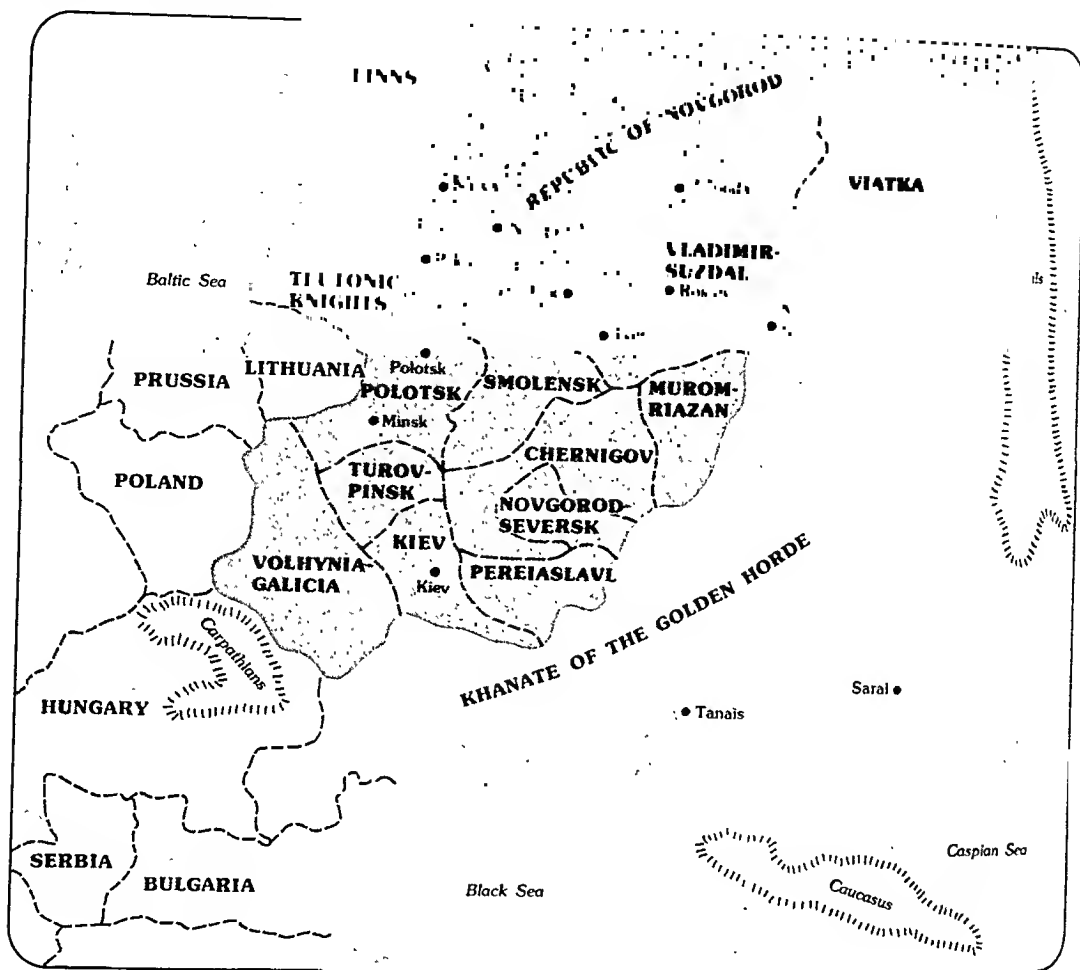 FINNS
REPUBLIC OF NOVGOROD
VIATKA
VLADIMIR-
SUZDAL
Baltic Sea
TEUTONIC
KNIGHTS
Polotsk
LITHUANIA
PRUSSIA
POLOTSK
SMOLENSK
MUROM-
RIAZAN
Minsk
CHERNIGOV
POLAND
TUROV-
PINSK
NOVGOROD-
SEVERSK
KIEV
VOLHYNIA-
GALICIA
Kiev
PEREIASLAVL
Carpathians
KHANATE OF THE GOLDEN HORDE
HUNGARY
Sarai
Tanais
SERBIA
BULGARIA
Black Sea
Caspian Sea
Caucasus